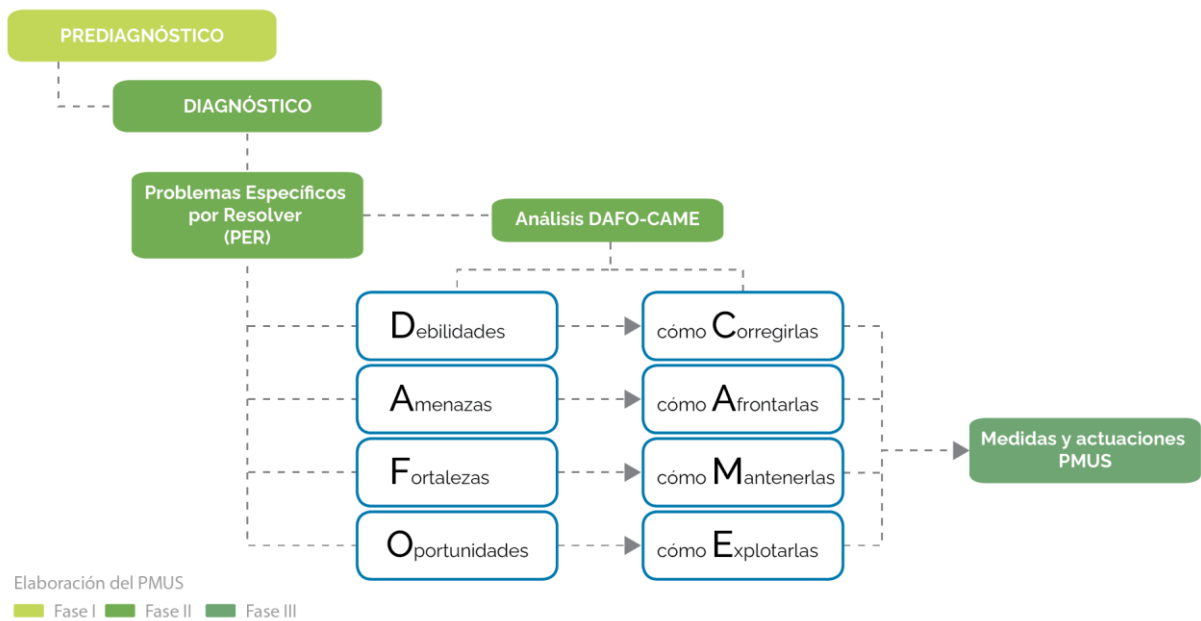 PREDIAGNÓSTICO
DIAGNÓSTICO
Problemas Específicos
por Resolver
(PER)
Análisis DAFO-CAME
Debilidades
cómo Corregirlas
Amenazas
cómo Afrontarlas
Fortalezas
cómo Mantenerlas
Oportunidades
cómo Explotarlas
Medidas y actuaciones
PMUS
Elaboración del PMUS
Fase I Fase II Fase III